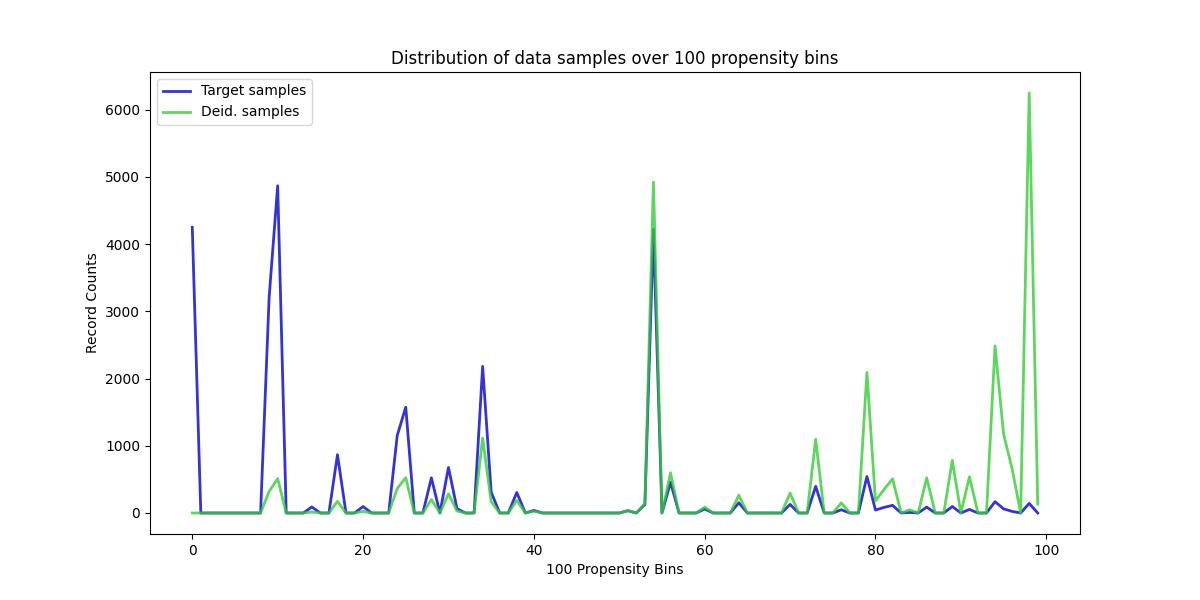 Distribution of data samples over 100 propensity bins
Target samples
Deid. samples
6000
5000
4000
3000
2000
1000
0
Record Counts
0 20 40 60 80 100
100 Propensity Bins